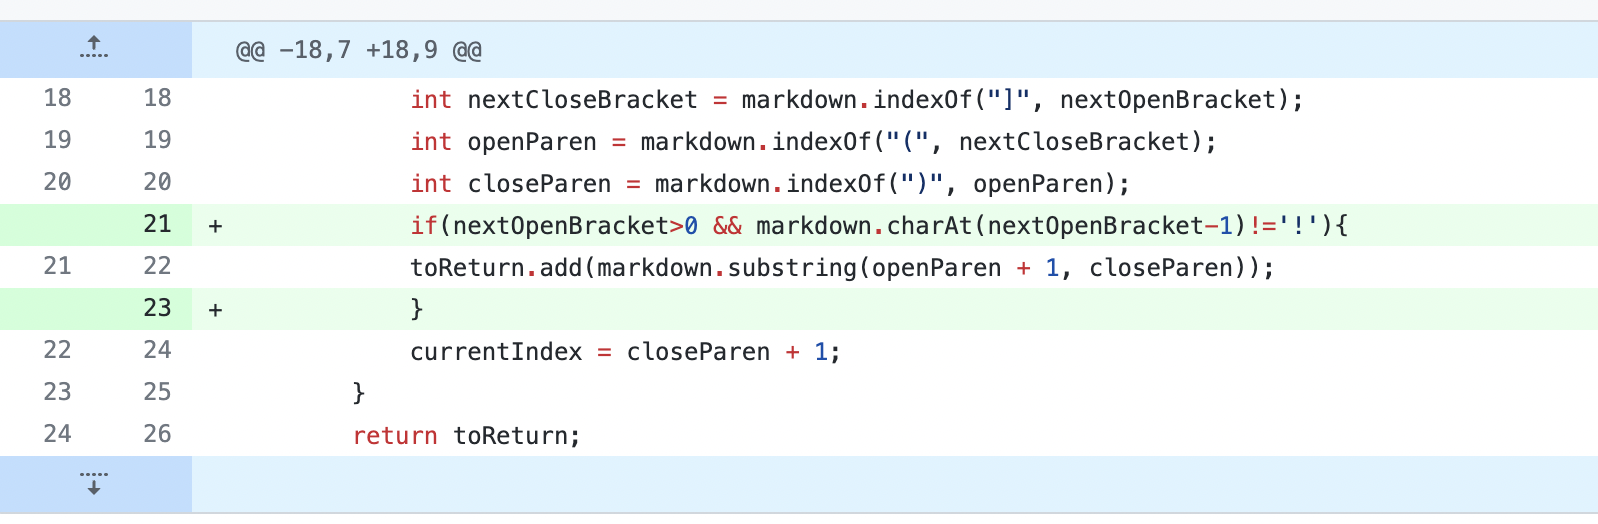 @@ -18,7 +18,9 @@
18 18 int nextCloseBracket = markdown.indexOf("]", nextOpenBracket);
19 19 int openParen = markdown.indexOf("(", nextCloseBracket);
20 20 int closeParen = markdown.indexOf(")", openParen);
21 + if(nextOpenBracket>0 && markdown.charAt(nextOpenBracket-1)!='!'){
21 22 toReturn.add(markdown.substring(openParen + 1, closeParen));
23 + }
22 24 currentIndex = closeParen + 1;
23 25 }
24 26 return toReturn;